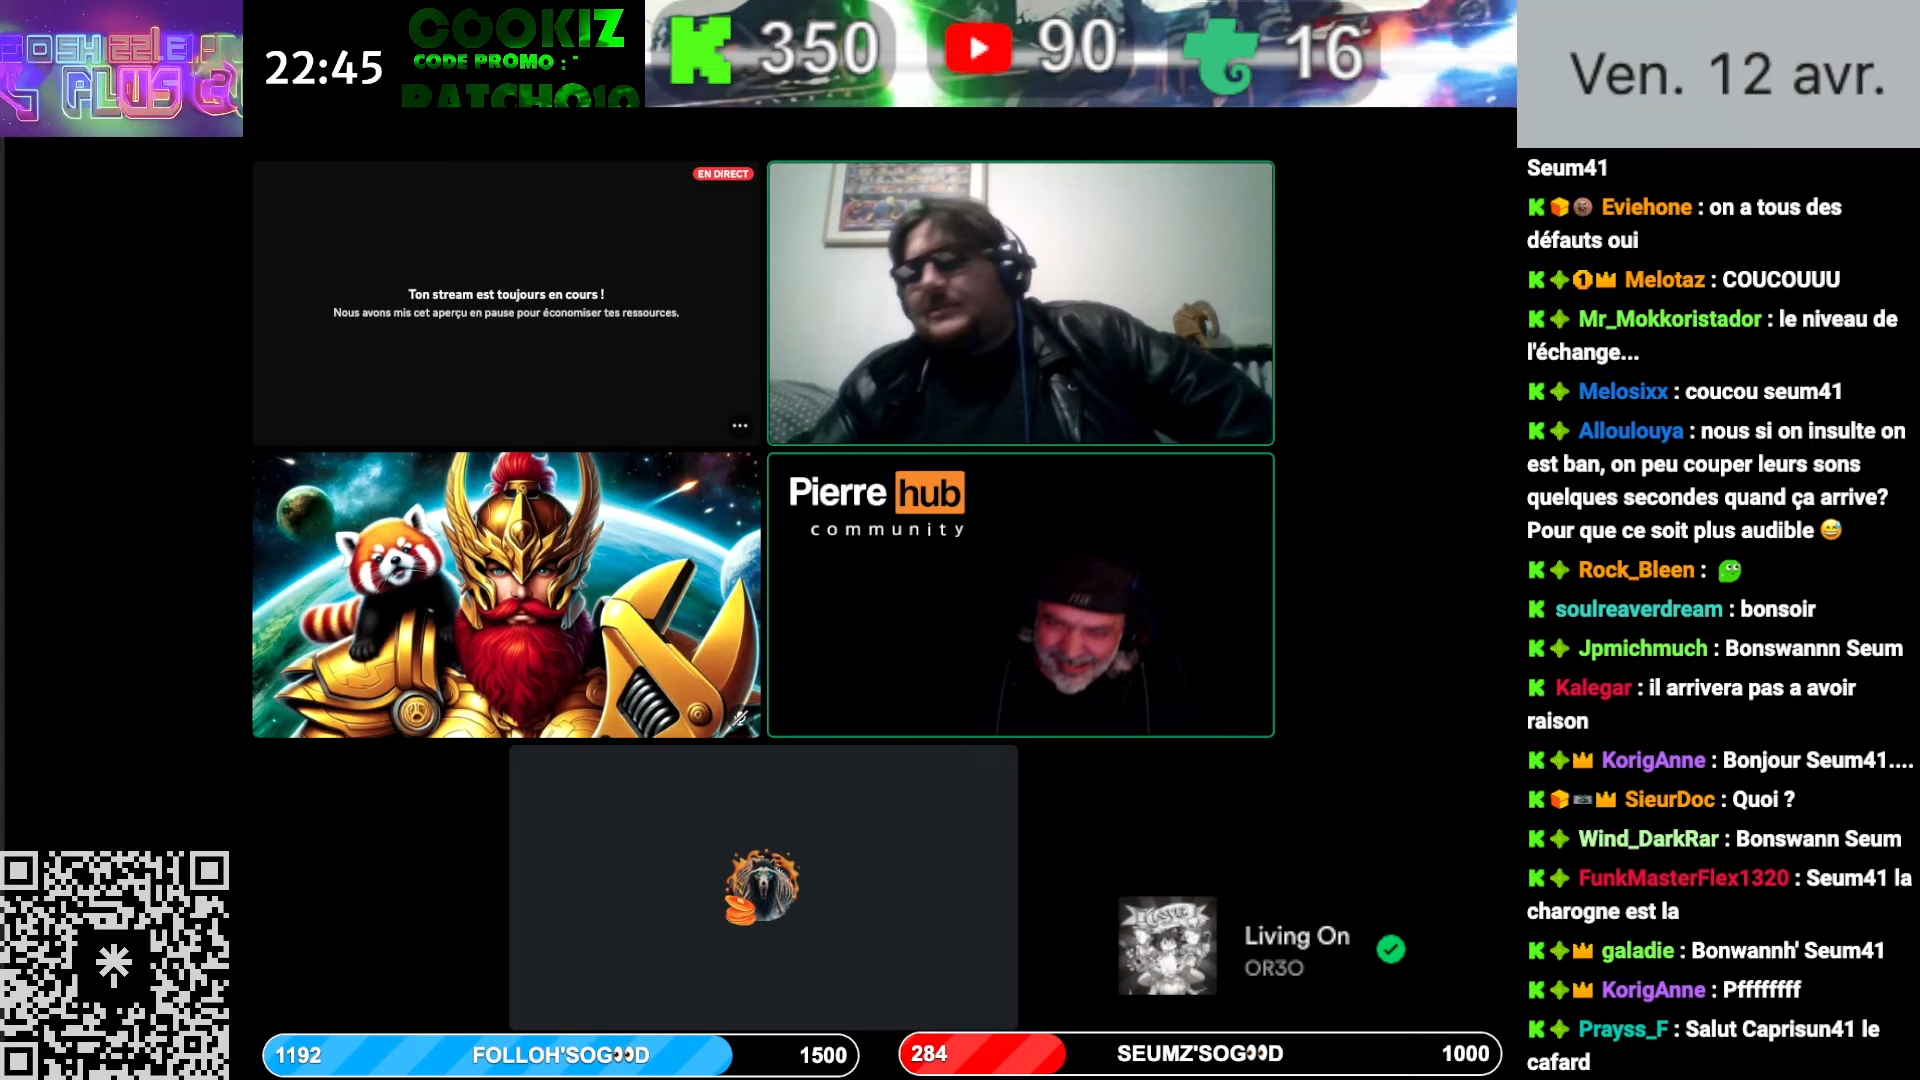 PLUS
22:45
COOKIZ
CODE PROMO :
PATCHO10
350
90
16
Ven. 12 avr.
EN DIRECT
Ton stream est toujours en cours !
Nous avons mis cet aperçu en pause pour économiser tes ressources.
Pierre hub
community
Living On
OR3O
1192 FOLLOH'SOG👀D 1500
284 SEUMZ'SOG👀D 1000
Seum41
Eviehone : on a tous des
défauts oui
Melotaz : COUCOUUU
Mr_Mokkoristador : le niveau de
l'échange...
Melosixx : coucou seum41
Alloulouya : nous si on insulte on
est ban, on peu couper leurs sons
quelques secondes quand ça arrive?
Pour que ce soit plus audible 😅
Rock_Bleen :
soulreaverdream : bonsoir
Jpmichmuch : Bonswannn Seum
Kalegar : il arrivera pas a avoir
raison
KorigAnne : Bonjour Seum41....
SieurDoc : Quoi ?
Wind_DarkRar : Bonswann Seum
FunkMasterFlex1320 : Seum41 la
charogne est la
galadie : Bonwannh' Seum41
KorigAnne : Pffffffff
Prayss_F : Salut Caprisun41 le
cafard